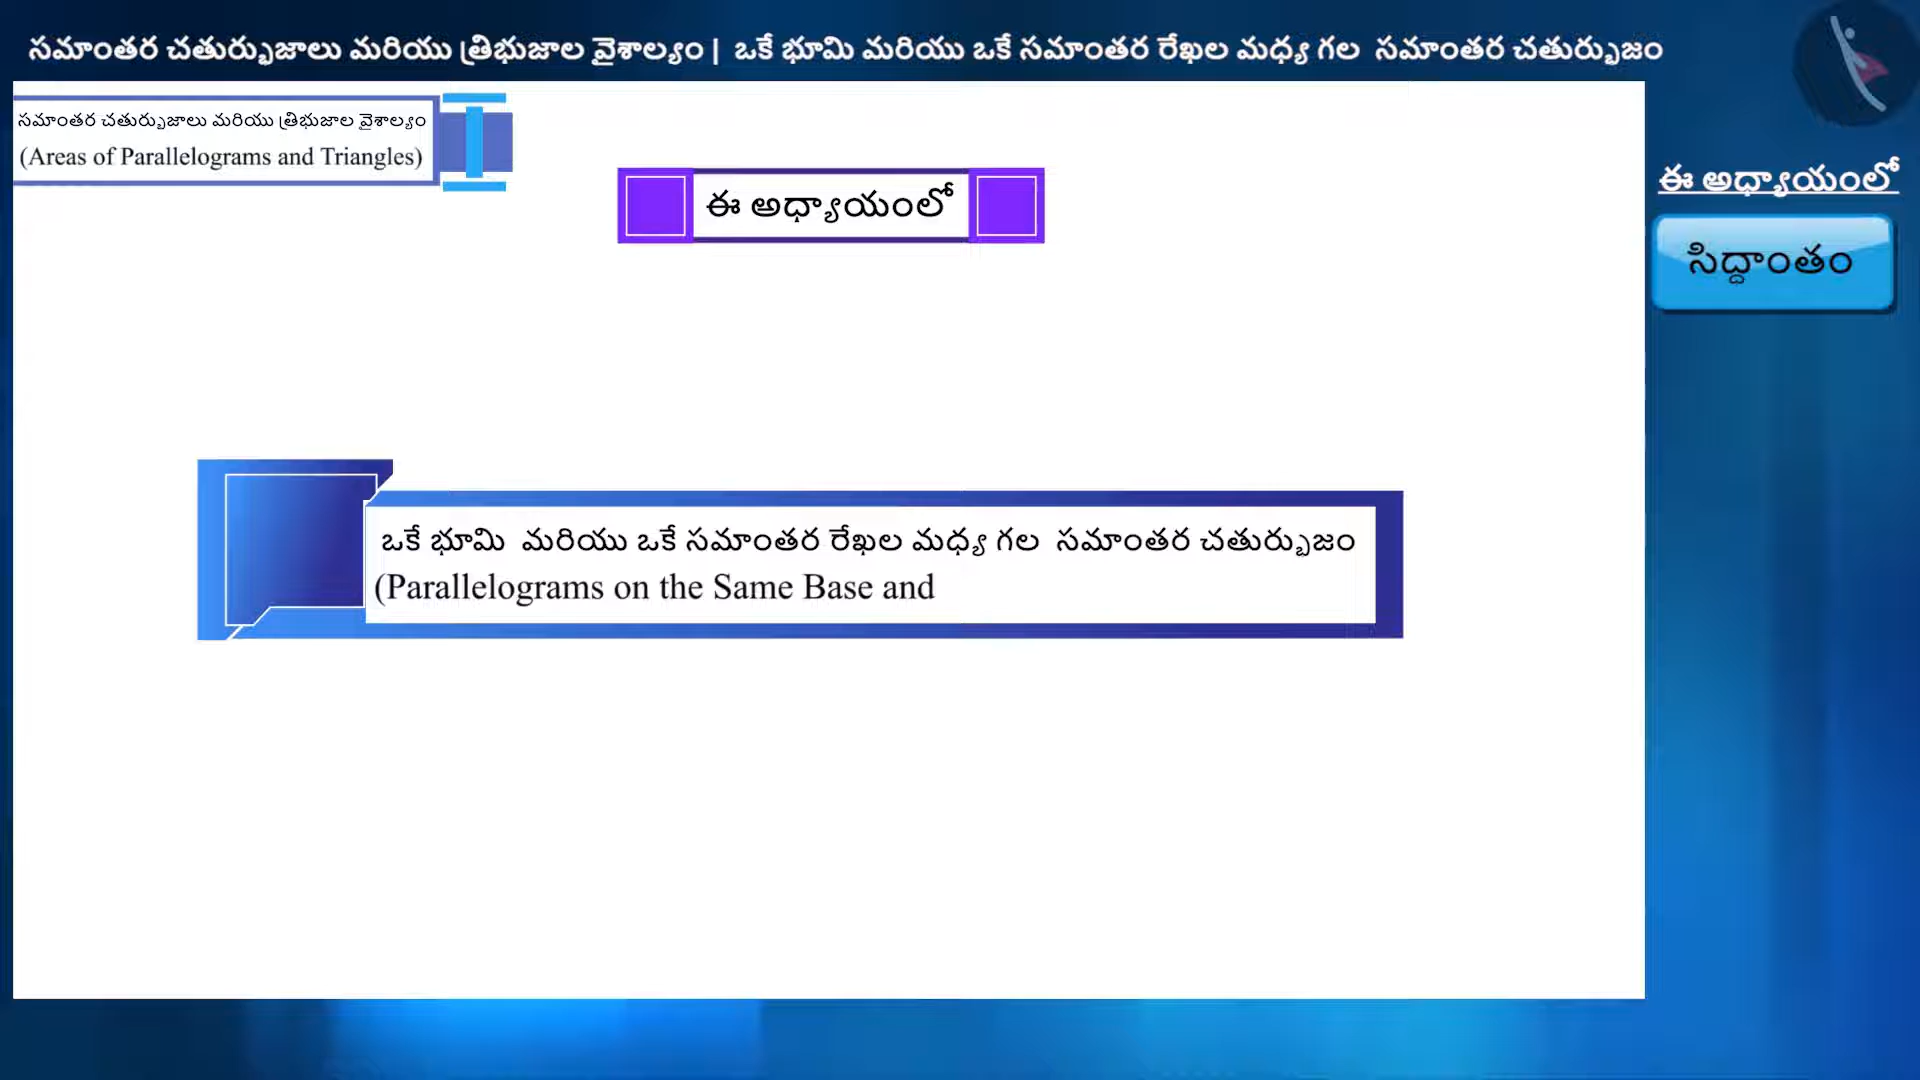 సమాంతర చతుర్భుజాలు మరియు త్రిభుజాల వైశాల్యం | ఒకే భూమి మరియు ఒకే సమాంతర రేఖల మధ్య గల సమాంతర చతుర్భుజం
సమాంతర చతుర్భుజాలు మరియు త్రిభుజాల వైశాల్యం
(Areas of Parallelograms and Triangles)
ఈ అధ్యాయంలో
ఈ అధ్యాయంలో
సిద్ధాంతం
ఒకే భూమి మరియు ఒకే సమాంతర రేఖల మధ్య గల సమాంతర చతుర్భుజం
(Parallelograms on the Same Base and